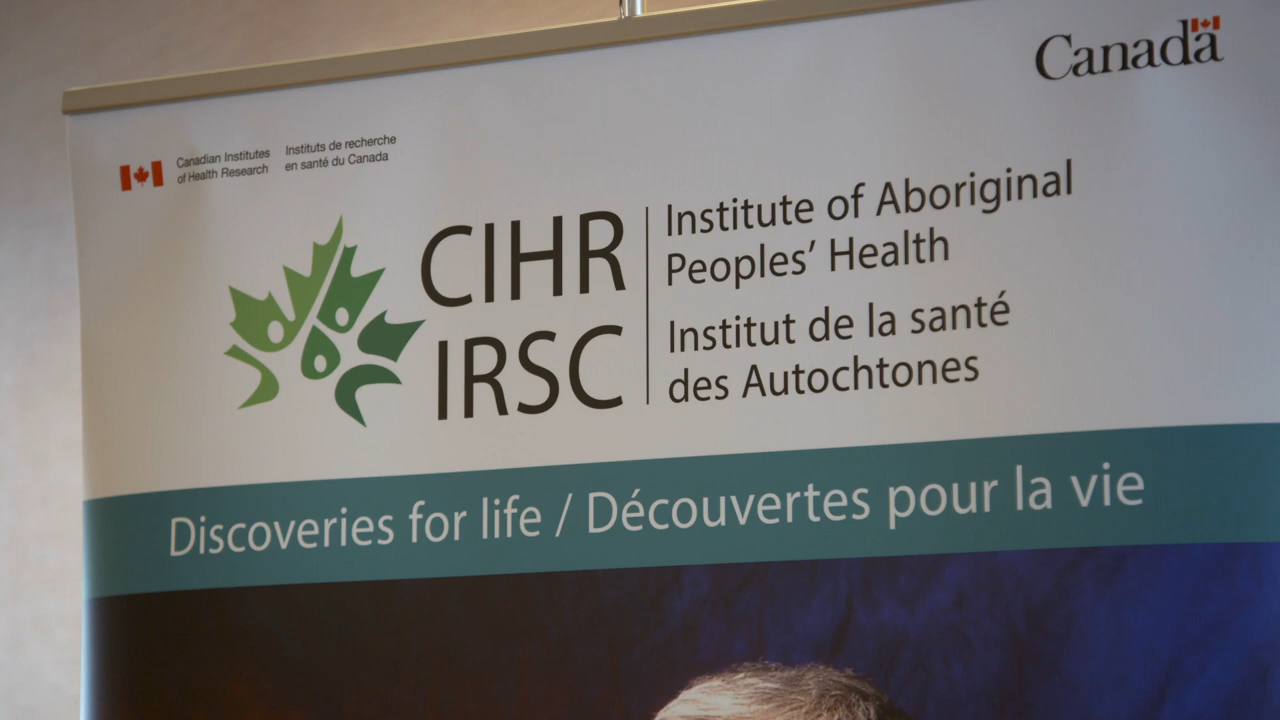 Canada
Canadian Institutes
of Health Research
Instituts de recherche
en santé du Canada
CIHR
IRSC
Institute of Aboriginal
Peoples’ Health
Institut de la santé
des Autochtones
Discoveries for life / Découvertes pour la vie